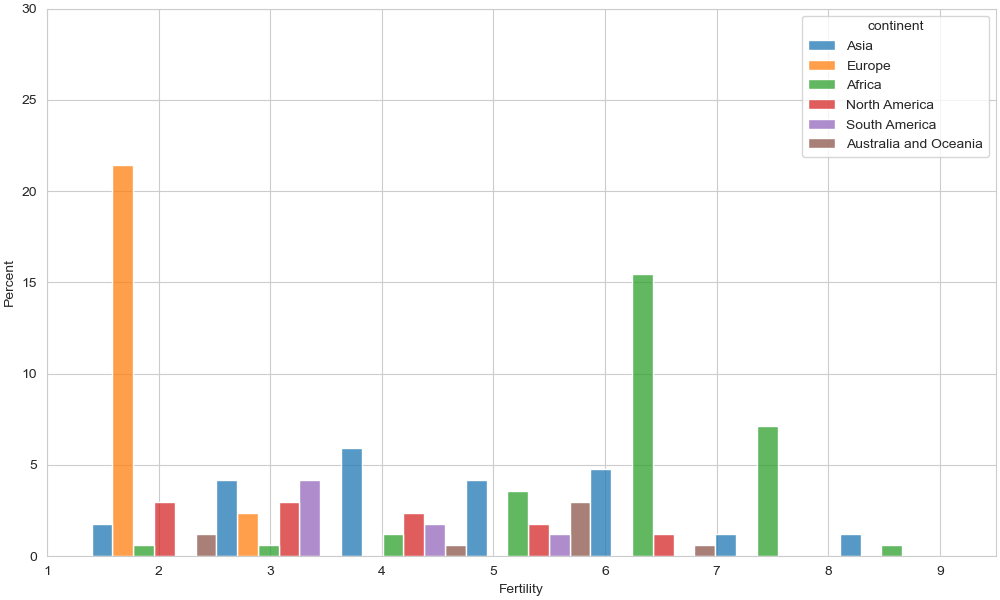 30
25
20
15
10
5
0
Percent
1 2 3 4 5 6 7 8 9
Fertility
continent
Asia
Europe
Africa
North America
South America
Australia and Oceania